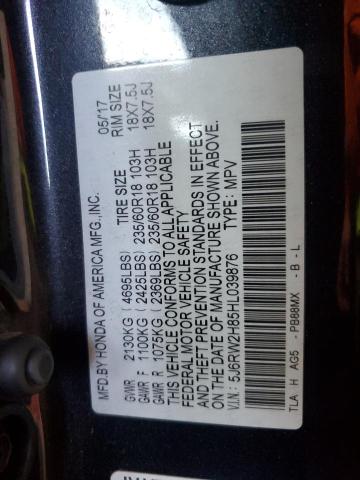 MFD.BY HONDA OF AMERICA MFG.,INC. 05/17
TIRE SIZE RIM SIZE
GVWR 2130KG (4695LBS)
GAWR F 1100KG (2425LBS) 235/60R18 103H 18X7.5J
GAWR R 1075KG (2369LBS) 235/60R18 103H 18X7.5J
THIS VEHICLE CONFORMS TO ALL APPLICABLE
FEDERAL MOTOR VEHICLE SAFETY
AND THEFT PREVENTION STANDARDS IN EFFECT
ON THE DATE OF MANUFACTURE SHOWN ABOVE.
V.I.N: 5J6RW2H85HL039876 TYPE: MPV
TLA H AG5 - PB88MX - B - L